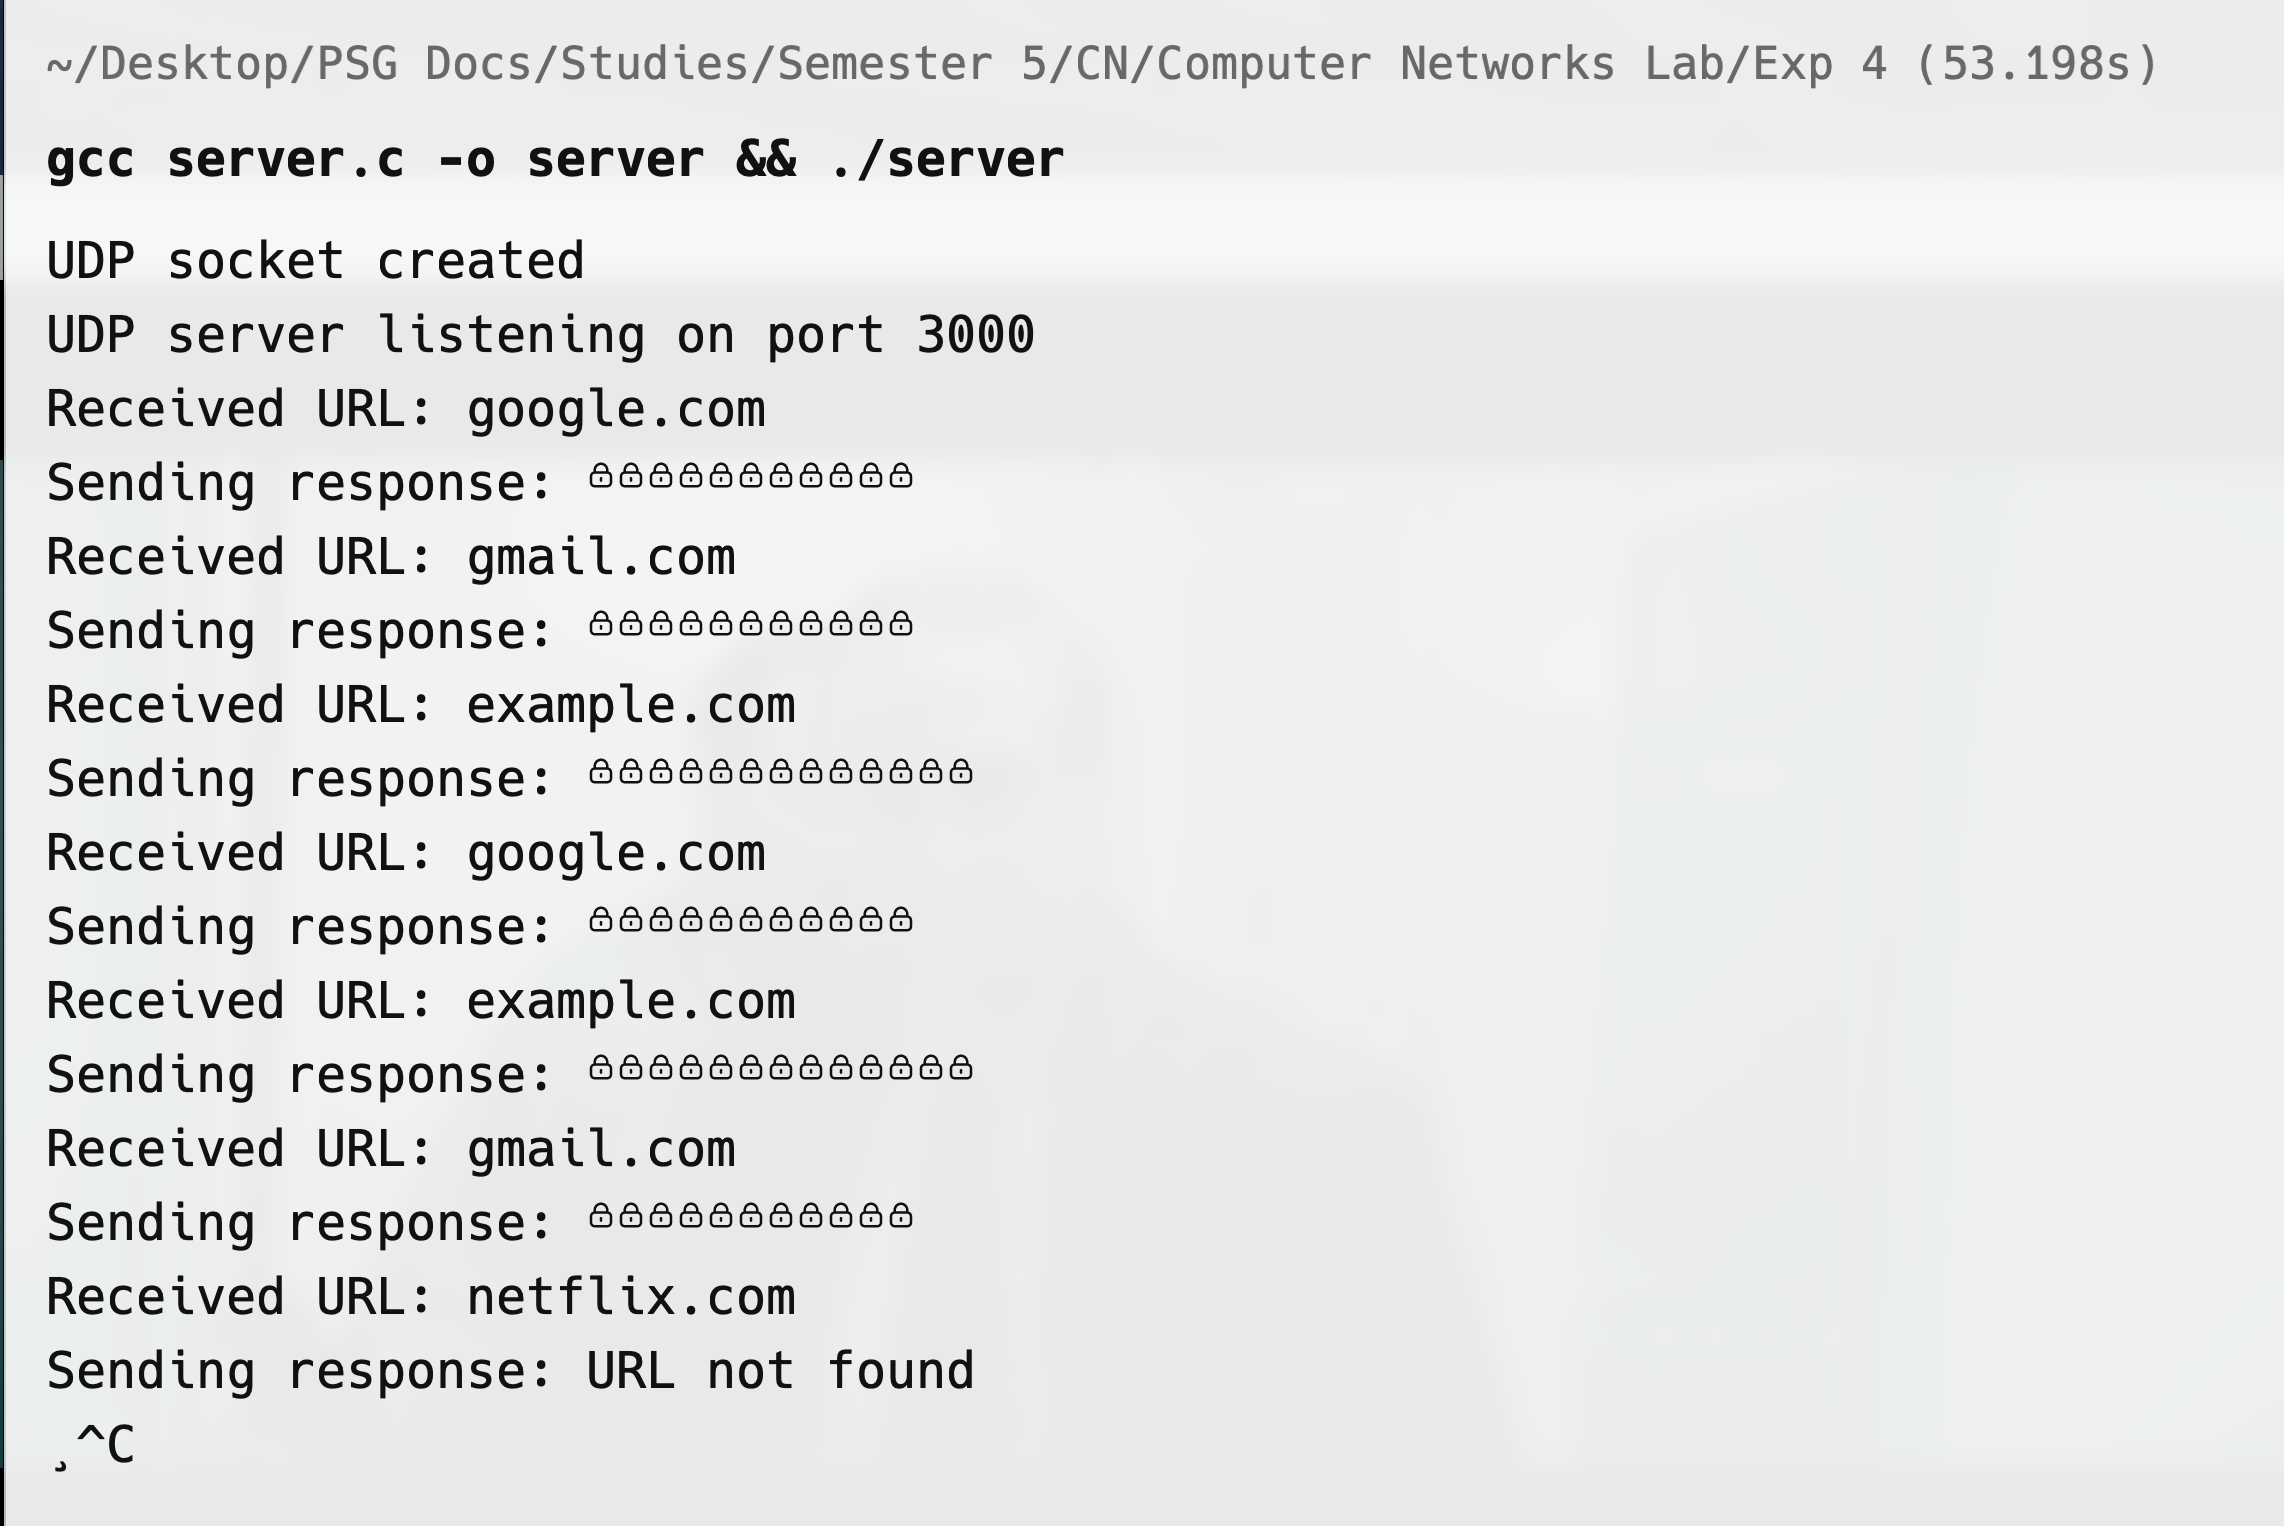 ~/Desktop/PSG Docs/Studies/Semester 5/CN/Computer Networks Lab/Exp 4 (53.198s)
gcc server.c -o server && ./server
UDP socket created
UDP server listening on port 3000
Received URL: google.com
Sending response: 🔒🔒🔒🔒🔒🔒🔒🔒🔒🔒🔒
Received URL: gmail.com
Sending response: 🔒🔒🔒🔒🔒🔒🔒🔒🔒🔒🔒
Received URL: example.com
Sending response: 🔒🔒🔒🔒🔒🔒🔒🔒🔒🔒🔒🔒🔒
Received URL: google.com
Sending response: 🔒🔒🔒🔒🔒🔒🔒🔒🔒🔒🔒
Received URL: example.com
Sending response: 🔒🔒🔒🔒🔒🔒🔒🔒🔒🔒🔒🔒🔒
Received URL: gmail.com
Sending response: 🔒🔒🔒🔒🔒🔒🔒🔒🔒🔒🔒
Received URL: netflix.com
Sending response: URL not found
¸^C